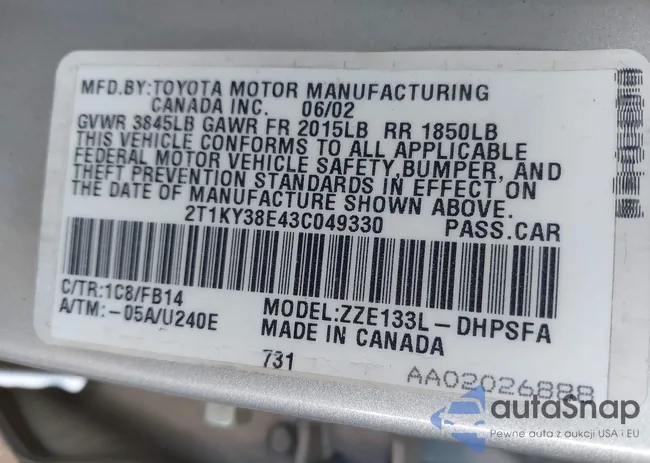 MFD.BY:TOYOTA MOTOR MANUFACTURING
CANADA INC. 06/02
GVWR 3845LB GAWR FR 2015LB RR 1850LB
THIS VEHICLE CONFORMS TO ALL APPLICABLE
FEDERAL MOTOR VEHICLE SAFETY,BUMPER, AND
THEFT PREVENTION STANDARDS IN EFFECT ON
THE DATE OF MANUFACTURE SHOWN ABOVE.
2T1KY38E43C049330 PASS.CAR
C/TR:1C8/FB14
A/TM:-05A/U240E
MODEL:ZZE133L-DHPSFA
MADE IN CANADA
731
AA02026888
autoSnap
Pewne auta z aukcji USA i EU